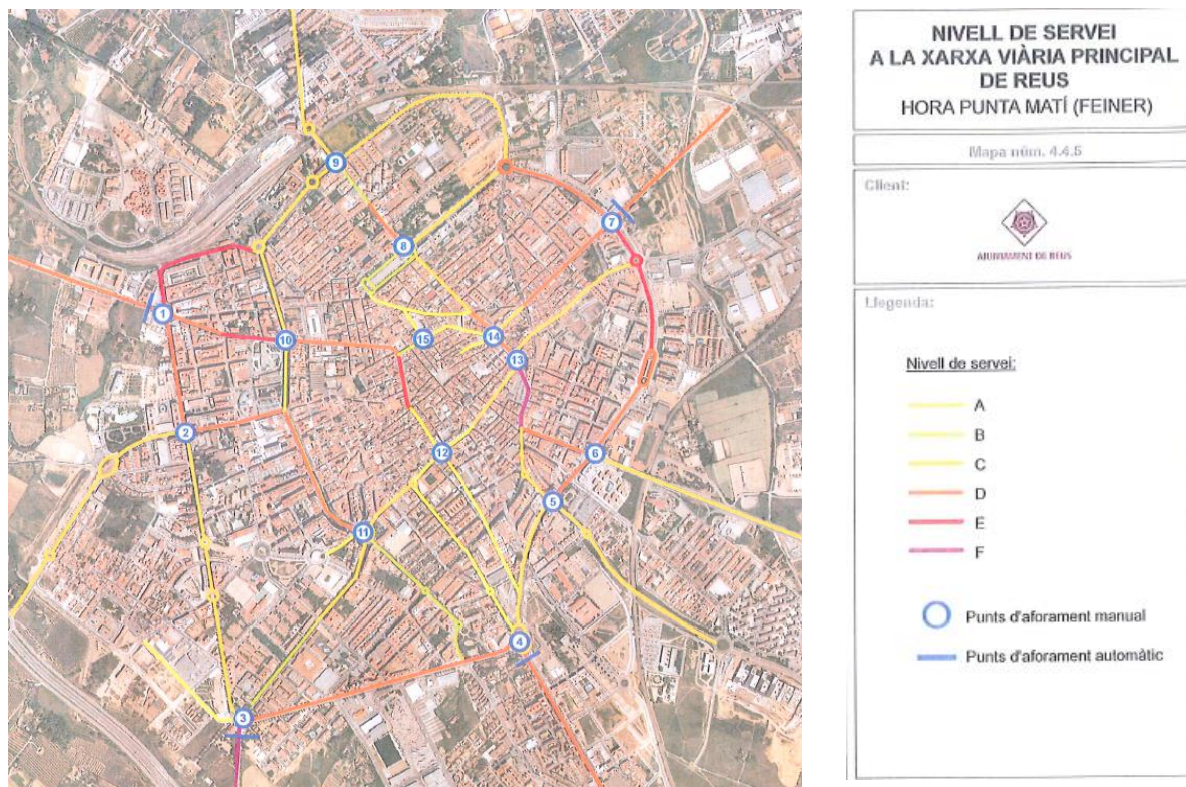 9
7
8
1
10
15
14
13
2
12
6
5
11
4
3
NIVELL DE SERVEI
A LA XARXA VIÀRIA PRINCIPAL
DE REUS
HORA PUNTA MATÍ (FEINER)
Mapa núm. 4.4.5
Client:
AJUNTAMENT DE REUS
Llegenda:
Nivell de servei:
A
B
C
D
E
F
Punts d'aforament manual
Punts d'aforament automàtic